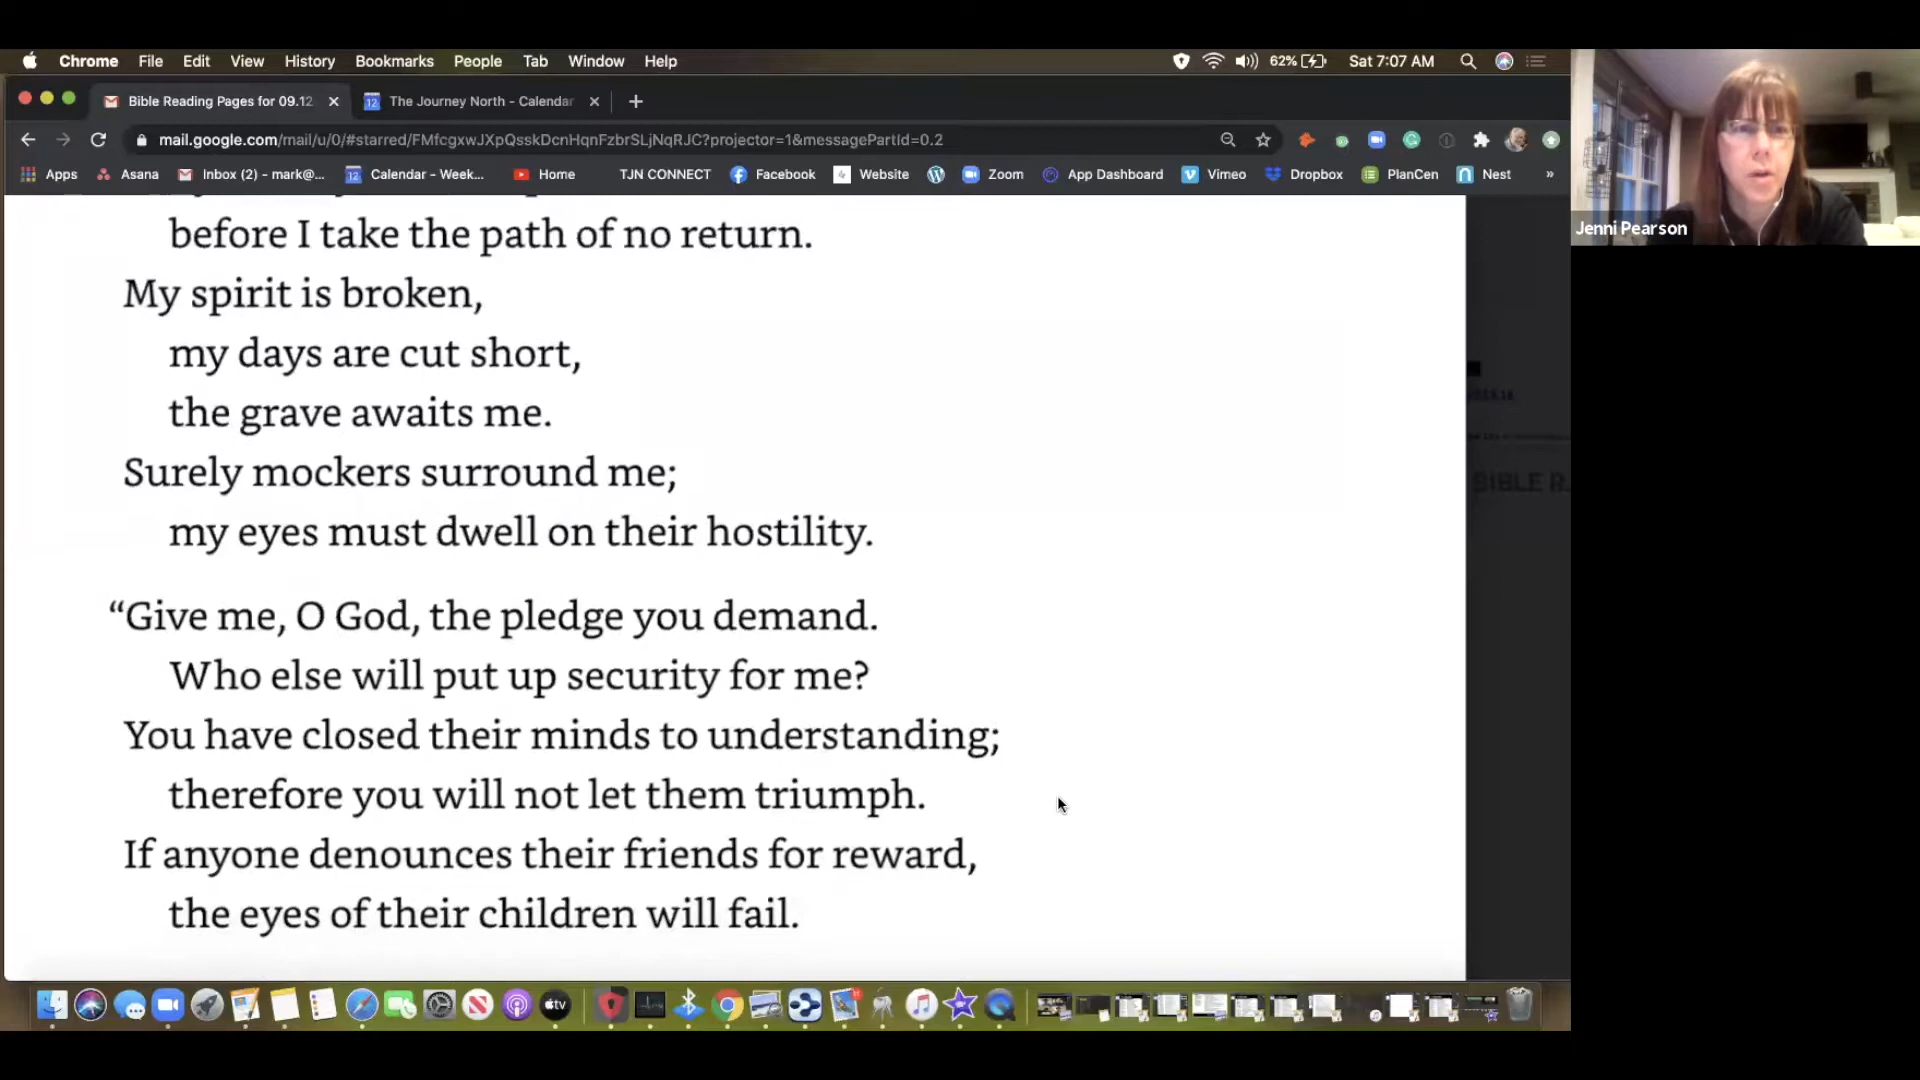 Chrome File Edit View History Bookmarks People Tab Window Help 62% Sat 7:07 AM
Bible Reading Pages for 09.12 The Journey North - Calendar
mail.google.com/mail/u/0/#starred/FMfcgxwJXpQsskDcnHqnFzbrSLjNqRJC?projector=1&messagePartId=0.2
Apps Asana Inbox (2) - mark@... Calendar - Week... Home TJN CONNECT Facebook Website Zoom App Dashboard Vimeo Dropbox PlanCen Nest »
Jenni Pearson
before I take the path of no return.
My spirit is broken,
my days are cut short,
the grave awaits me.
Surely mockers surround me;
my eyes must dwell on their hostility.
“Give me, O God, the pledge you demand.
Who else will put up security for me?
You have closed their minds to understanding;
therefore you will not let them triumph.
If anyone denounces their friends for reward,
the eyes of their children will fail.
BIBLE R
tv